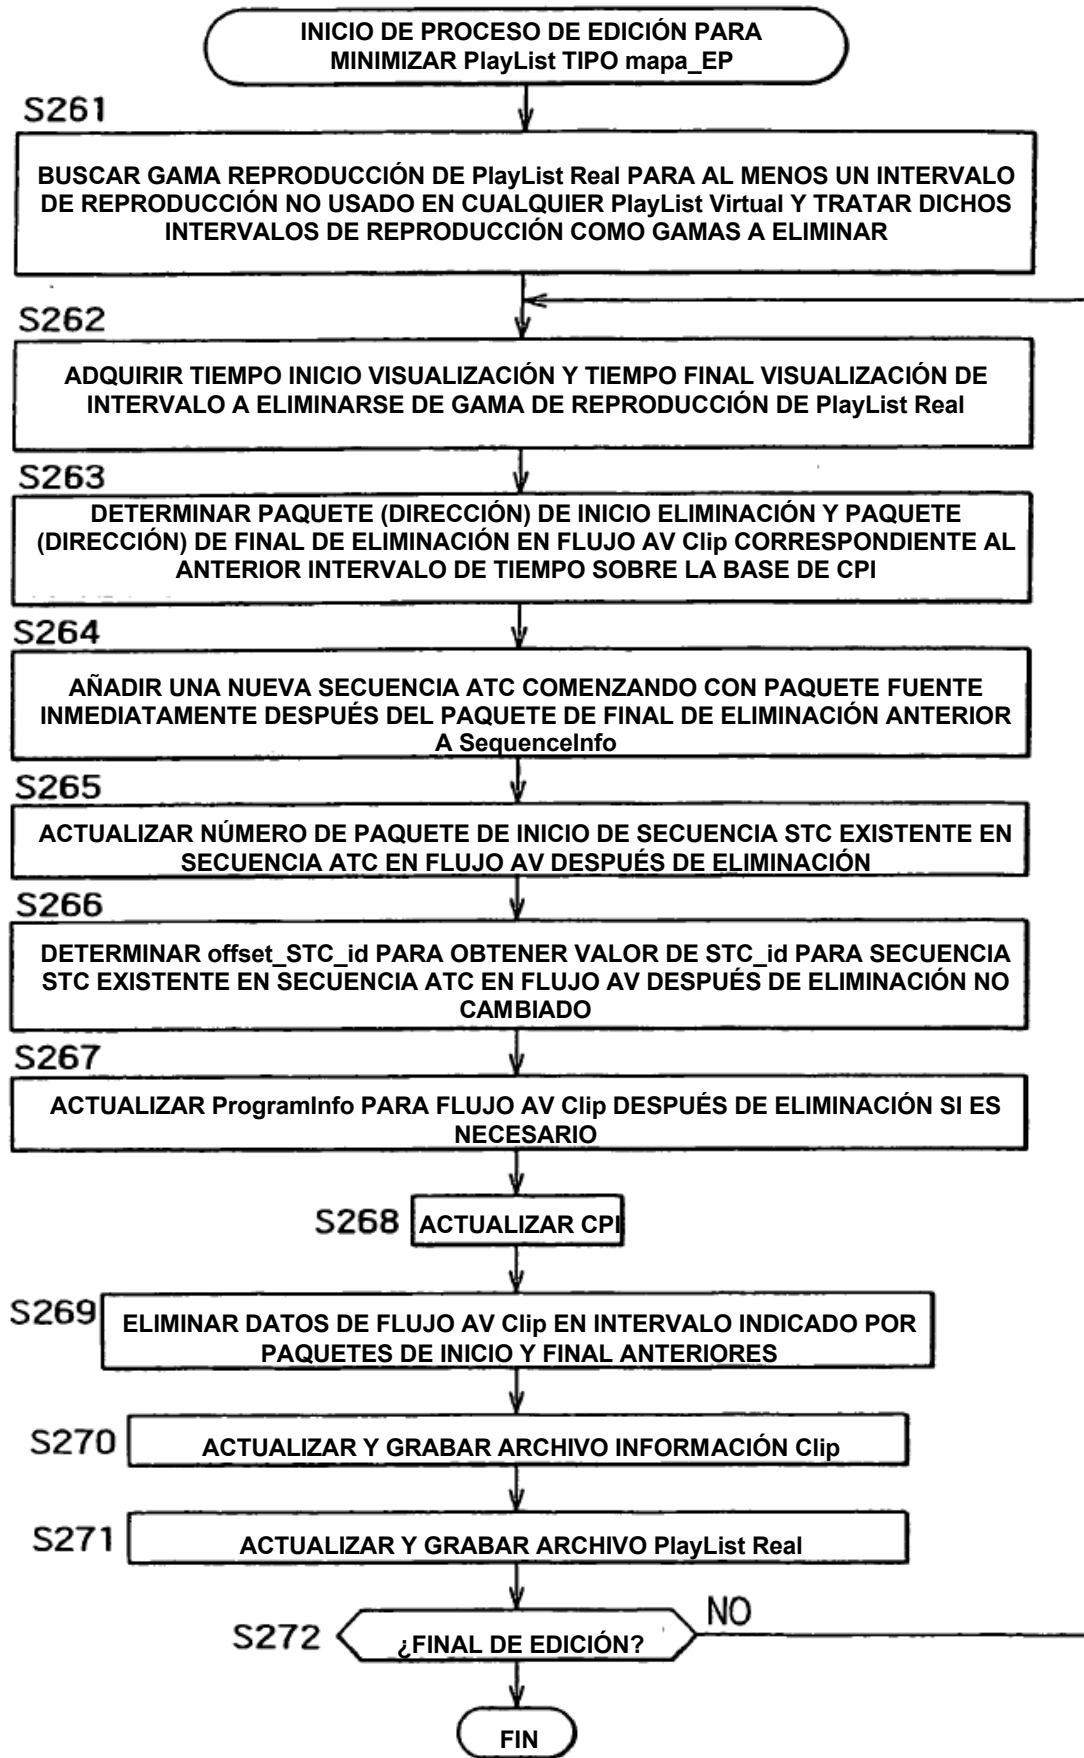 INICIO DE PROCESO DE EDICIÓN PARA
MINIMIZAR PlayList TIPO mapa_EP
S261
BUSCAR GAMA REPRODUCCIÓN DE PlayList Real PARA AL MENOS UN INTERVALO
DE REPRODUCCIÓN NO USADO EN CUALQUIER PlayList Virtual Y TRATAR DICHOS
INTERVALOS DE REPRODUCCIÓN COMO GAMAS A ELIMINAR
S262
ADQUIRIR TIEMPO INICIO VISUALIZACIÓN Y TIEMPO FINAL VISUALIZACIÓN DE
INTERVALO A ELIMINARSE DE GAMA DE REPRODUCCIÓN DE PlayList Real
S263
DETERMINAR PAQUETE (DIRECCIÓN) DE INICIO ELIMINACIÓN Y PAQUETE
(DIRECCIÓN) DE FINAL DE ELIMINACIÓN EN FLUJO AV Clip CORRESPONDIENTE AL
ANTERIOR INTERVALO DE TIEMPO SOBRE LA BASE DE CPI
S264
AÑADIR UNA NUEVA SECUENCIA ATC COMENZANDO CON PAQUETE FUENTE
INMEDIATAMENTE DESPUÉS DEL PAQUETE DE FINAL DE ELIMINACIÓN ANTERIOR
A SequenceInfo
S265
ACTUALIZAR NÚMERO DE PAQUETE DE INICIO DE SECUENCIA STC EXISTENTE EN
SECUENCIA ATC EN FLUJO AV DESPUÉS DE ELIMINACIÓN
S266
DETERMINAR offset_STC_id PARA OBTENER VALOR DE STC_id PARA SECUENCIA
STC EXISTENTE EN SECUENCIA ATC EN FLUJO AV DESPUÉS DE ELIMINACIÓN NO
CAMBIADO
S267
ACTUALIZAR ProgramInfo PARA FLUJO AV Clip DESPUÉS DE ELIMINACIÓN SI ES
NECESARIO
S268 ACTUALIZAR CPI
S269
ELIMINAR DATOS DE FLUJO AV Clip EN INTERVALO INDICADO POR
PAQUETES DE INICIO Y FINAL ANTERIORES
S270 ACTUALIZAR Y GRABAR ARCHIVO INFORMACIÓN Clip
S271 ACTUALIZAR Y GRABAR ARCHIVO PlayList Real
S272 ¿FINAL DE EDICIÓN? NO
FIN